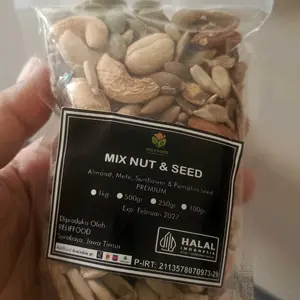 MIX NUT & SEED
Almond, Mete, Sunflower & Pumpkin Seed
PREMIUM
1kg 500gr 250gr 100gr
Exp: Februari 2027
Diproduksi Oleh:
RELIFFOOD
Surabaya, Jawa Timur
HALAL
INDONESIA
P-IRT: 2113578070973-29